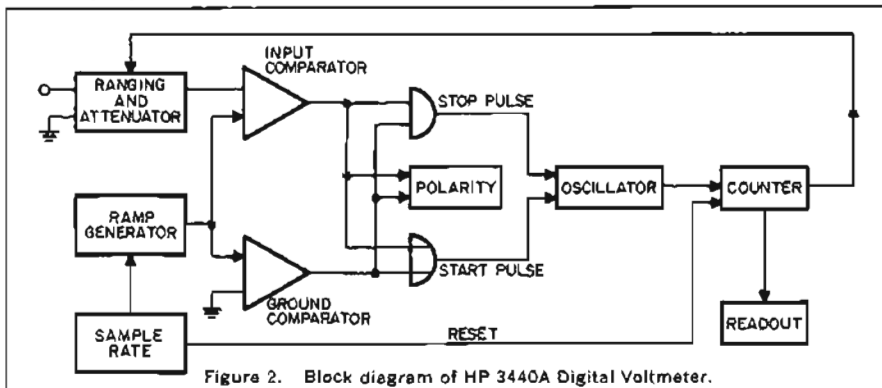 INPUT
COMPARATOR
RANGING
AND
ATTENUATOR
STOP PULSE
POLARITY
OSCILLATOR
COUNTER
RAMP
GENERATOR
START PULSE
GROUND
COMPARATOR
SAMPLE
RATE
RESET
READOUT
Figure 2. Block diagram of HP 3440A Digital Voltmeter.